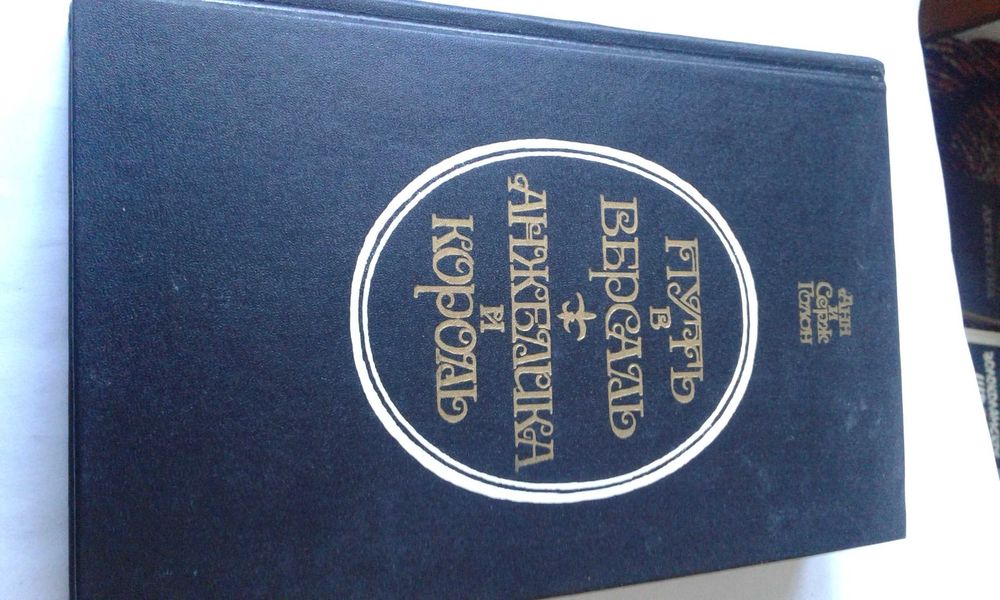 Анн
и
Серж
Голон
ПУТЬ
В
ВЕРСАЛЬ
АНЖЕЛИКА
И
КОРОЛЬ